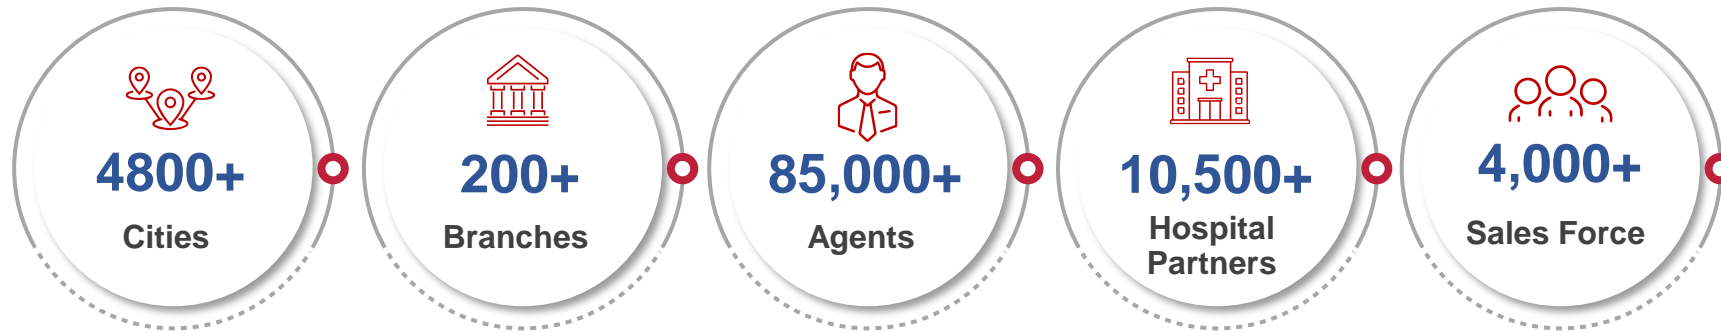 4800+
Cities
200+
Branches
85,000+
Agents
10,500+
Hospital
Partners
4,000+
Sales Force